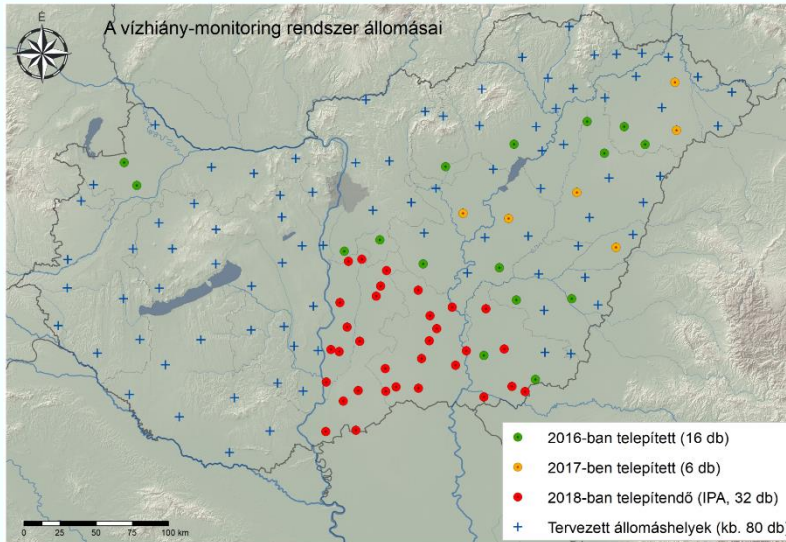 É
A vízhiány-monitoring rendszer állomásai
2016-ban telepített (16 db)
2017-ben telepített (6 db)
2018-ban telepítendő (IPA, 32 db)
Tervezett állomáshelyek (kb. 80 db)
0 25 50 75 100 km